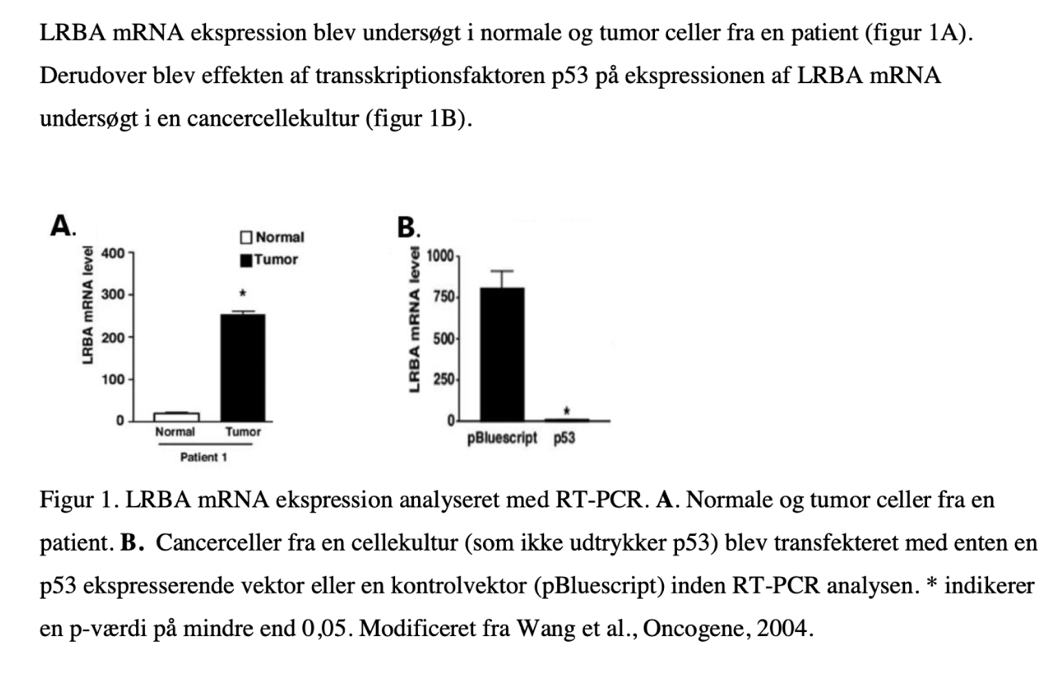 LRBA mRNA ekspression blev undersøgt i normale og tumor celler fra en patient (figur 1A).
Derudover blev effekten af transskriptionsfaktoren p53 på ekspressionen af LRBA mRNA
undersøgt i en cancercellekultur (figur 1B).
A.
LRBA mRNA level
400
300
200
100
0
Normal
Tumor
*
Normal
Tumor
Patient 1
B.
LRBA mRNA level
1000
750
500
250
0
*
pBluescript
p53
Figur 1. LRBA mRNA ekspression analyseret med RT-PCR. A. Normale og tumor celler fra en
patient. B. Cancerceller fra en cellekultur (som ikke udtrykker p53) blev transfekteret med enten en
p53 ekspresserende vektor eller en kontrolvektor (pBluescript) inden RT-PCR analysen. * indikerer
en p-værdi på mindre end 0,05. Modificeret fra Wang et al., Oncogene, 2004.